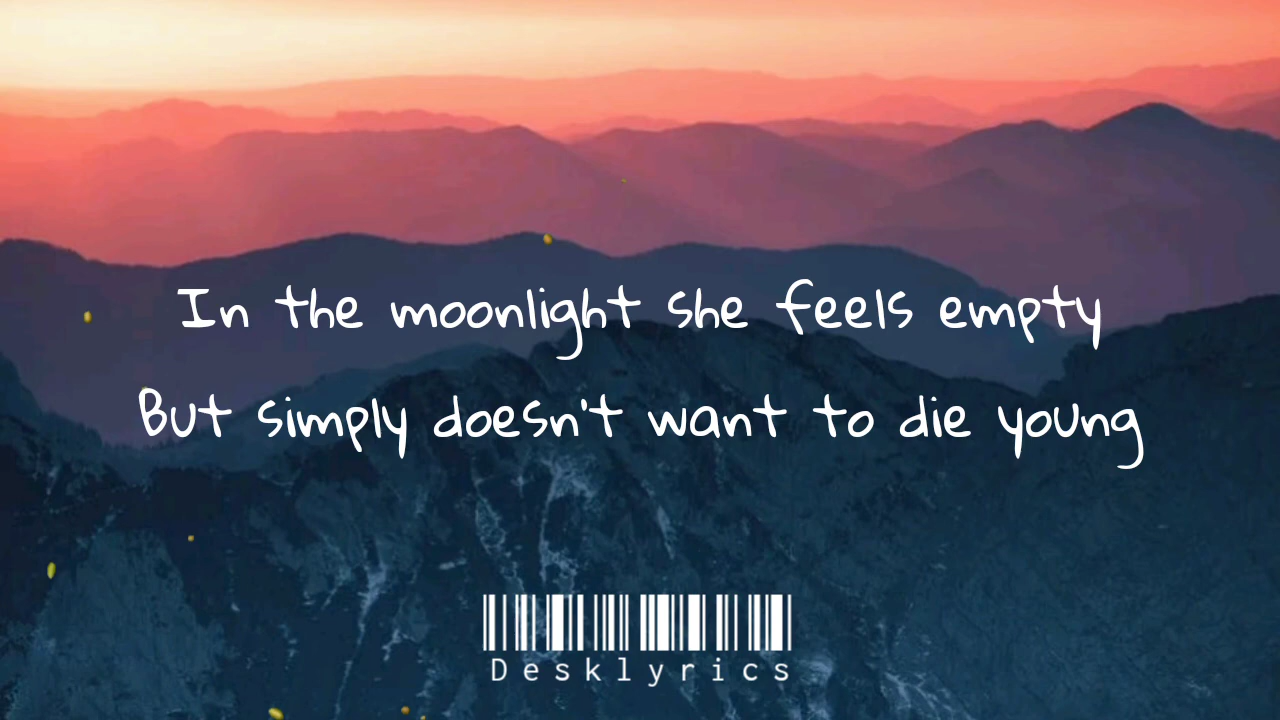 In the moonlight she feels empty
But simply doesn't want to die young
Desklyrics